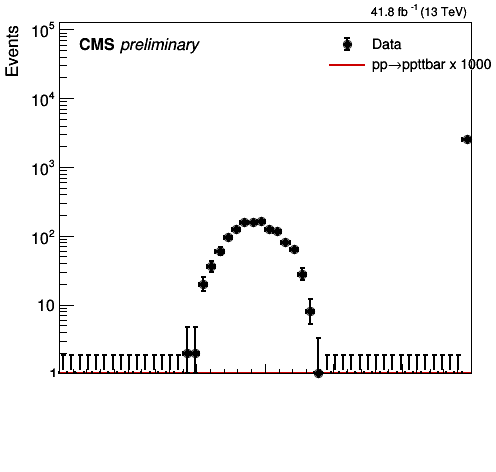 41.8 fb⁻¹ (13 TeV)
CMS preliminary
Data
pp→ppttbar x 1000
Events
10⁵
10⁴
10³
10²
10
1